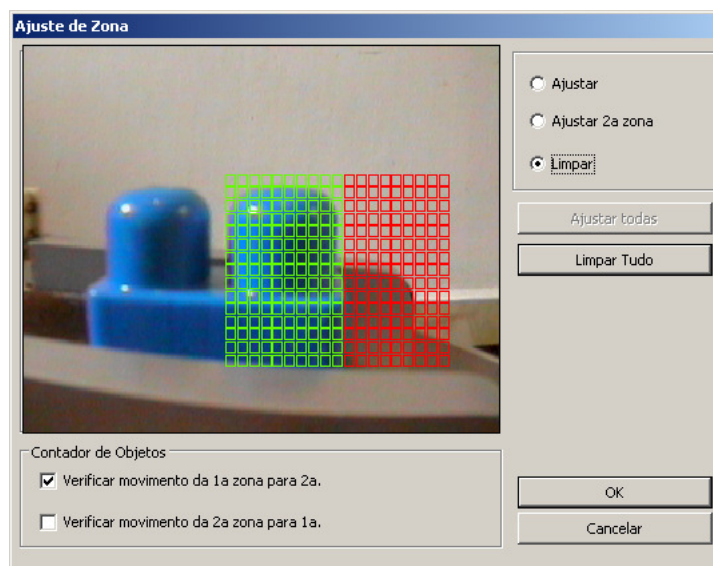 Ajuste de Zona
Ajustar
Ajustar 2a zona
Limpar
Ajustar todas
Limpar Tudo
Contador de Objetos
Verificar movimento da 1a zona para 2a.
Verificar movimento da 2a zona para 1a.
OK
Cancelar